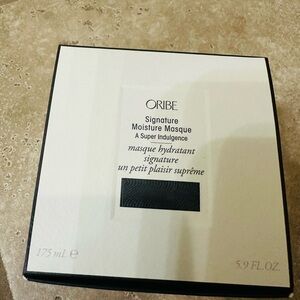 ORIBE
Signature
Moisture Masque
A Super Indulgence
masque hydratant
signature
un petit plaisir suprême
175 mL ℮
5.9 FL.OZ.